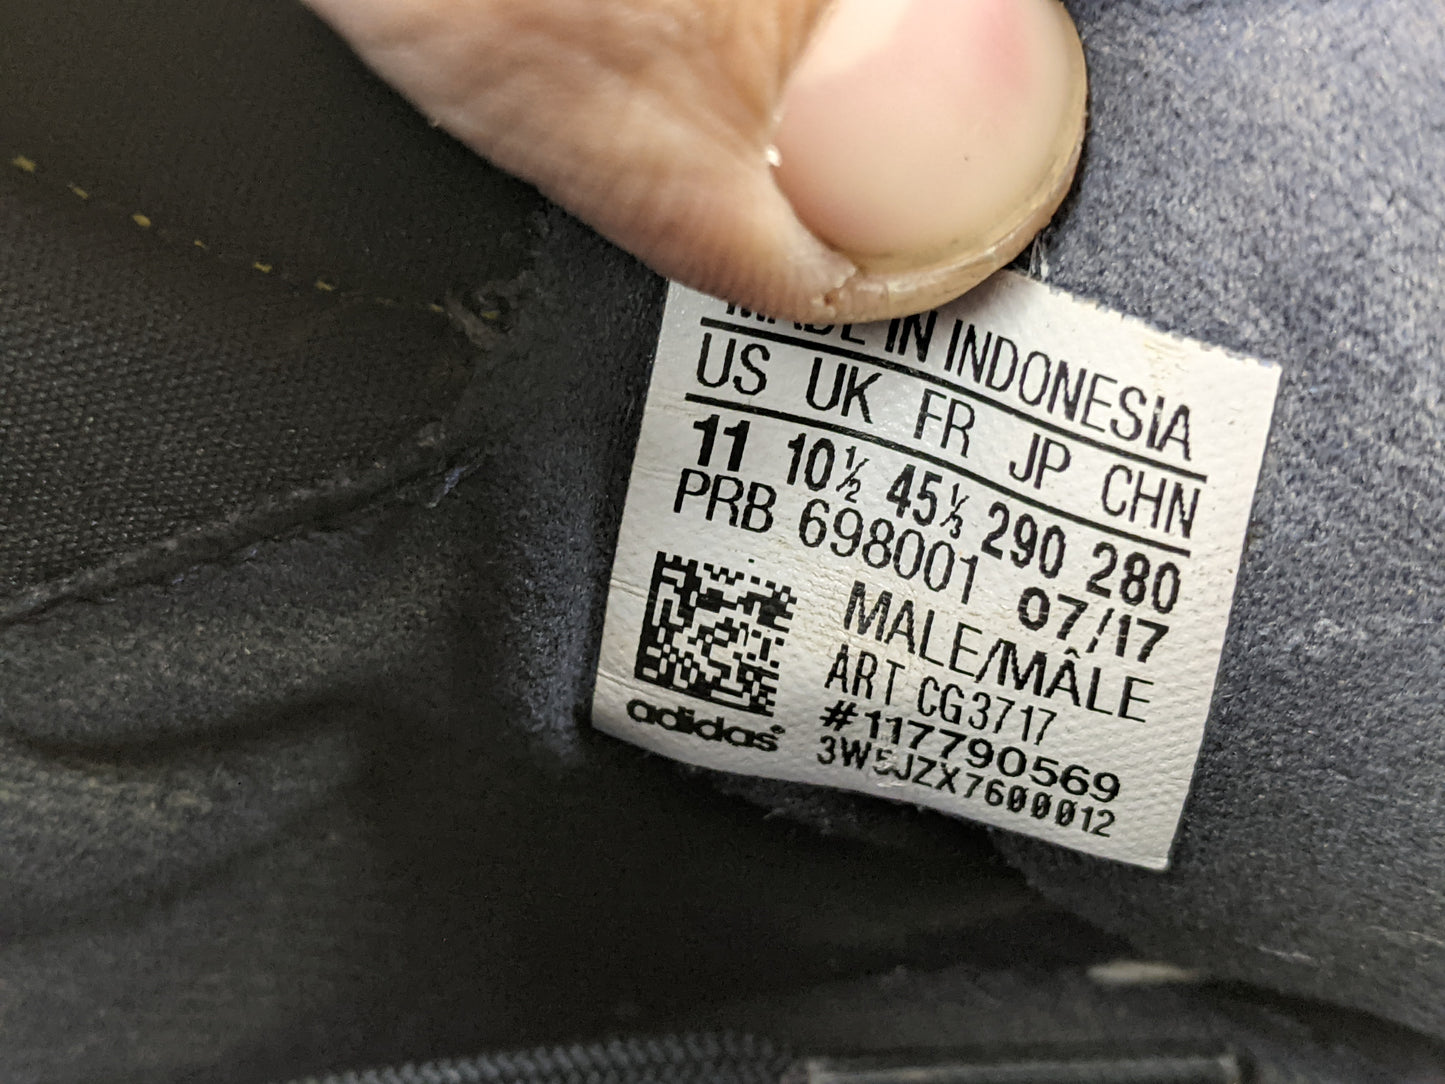 MADE IN INDONESIA
US UK FR JP CHN
11 10½ 45⅓ 290 280
PRB 698001 07/17
MALE/MÂLE
ART CG3717
#117790569
3W5JZX7600012
adidas